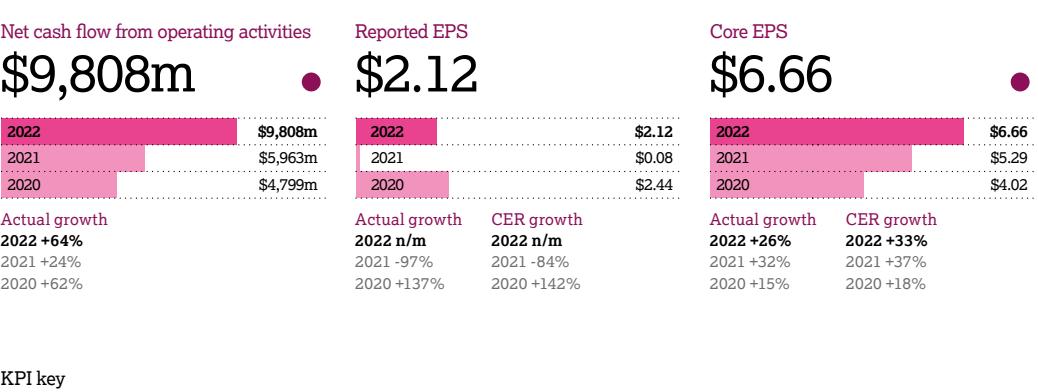 Net cash flow from operating activities
$9,808m
2022 $9,808m
2021 $5,963m
2020 $4,799m
Actual growth
2022 +64%
2021 +24%
2020 +62%
Reported EPS
$2.12
2022 $2.12
2021 $0.08
2020 $2.44
Actual growth CER growth
2022 n/m 2022 n/m
2021 -97% 2021 -84%
2020 +137% 2020 +142%
Core EPS
$6.66
2022 $6.66
2021 $5.29
2020 $4.02
Actual growth CER growth
2022 +26% 2022 +33%
2021 +32% 2021 +37%
2020 +15% 2020 +18%
KPI key